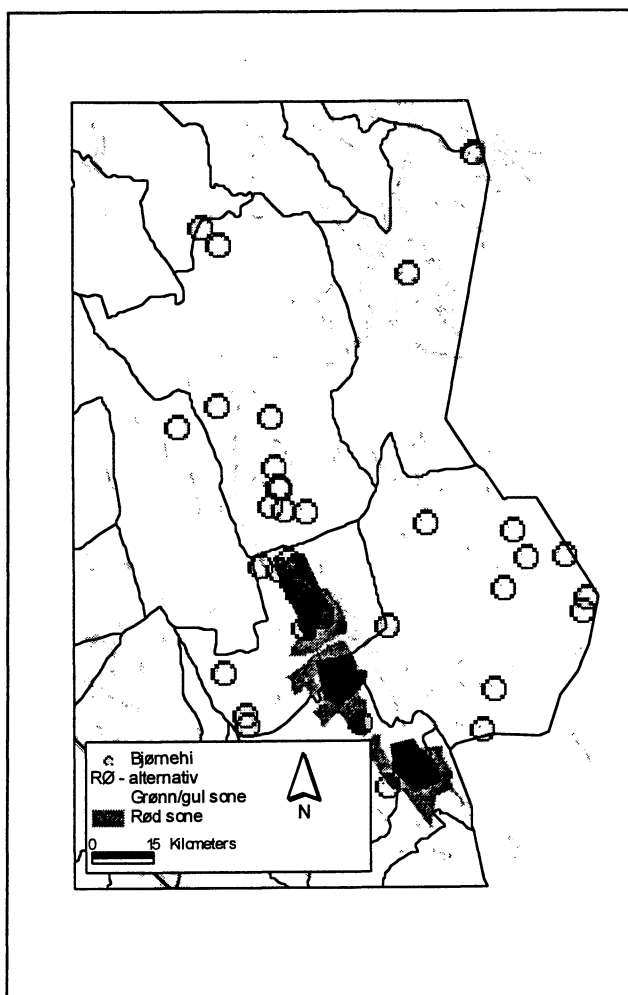 Bjørnehi
RØ - alternativ
Grønn/gul sone
Rød sone
0 15 Kilometers
N